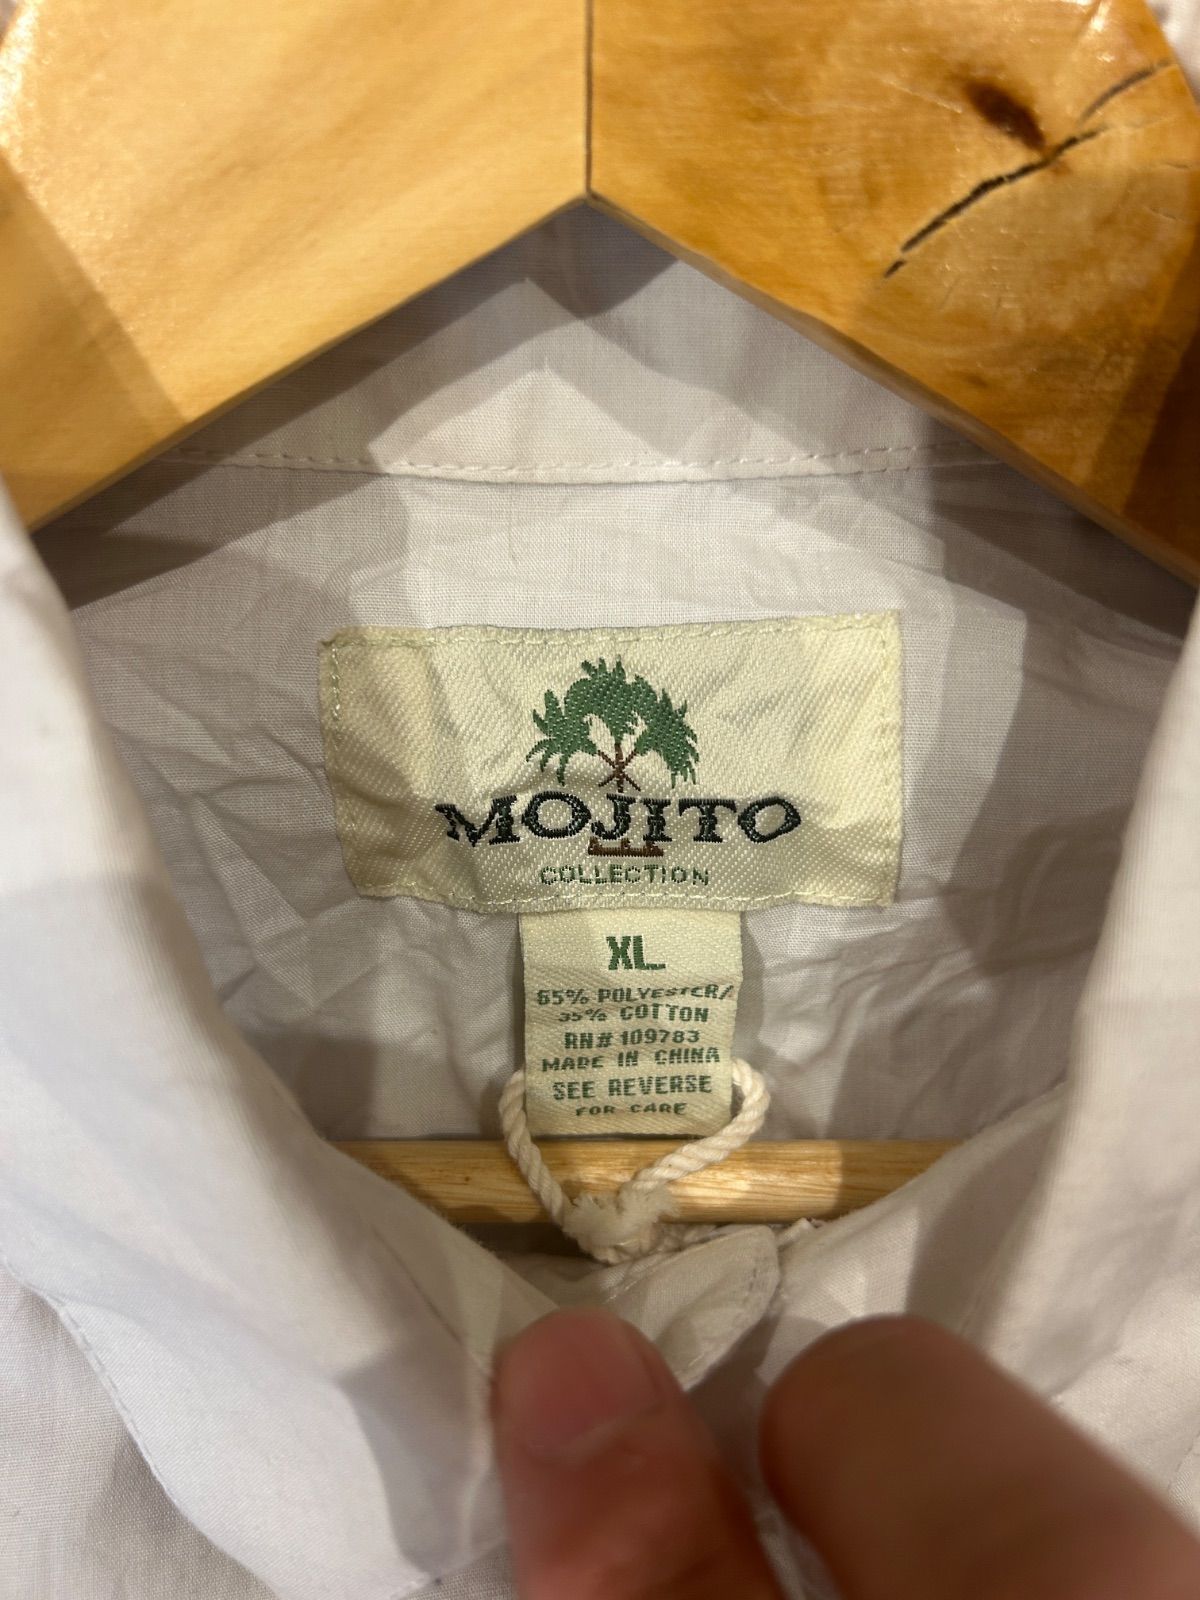 MOJITO
COLLECTION
XL
65% POLYESTER/
35% COTTON
RN# 109783
MADE IN CHINA
SEE REVERSE
FOR CARE